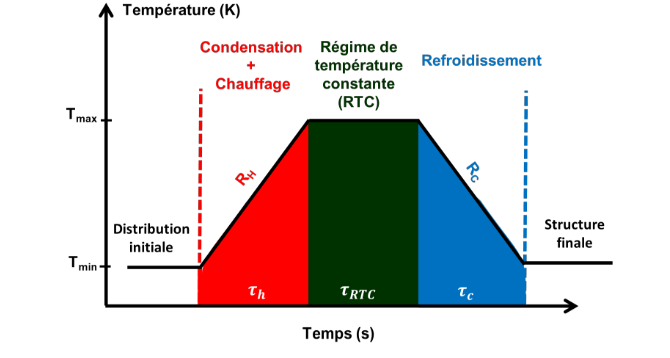 Température (K)
Condensation
+
Chauffage
Régime de
température
constante
(RTC)
Refroidissement
Tmax
RH
RC
Distribution
initiale
Structure
finale
Tmin
τh
τRTC
τc
Temps (s)